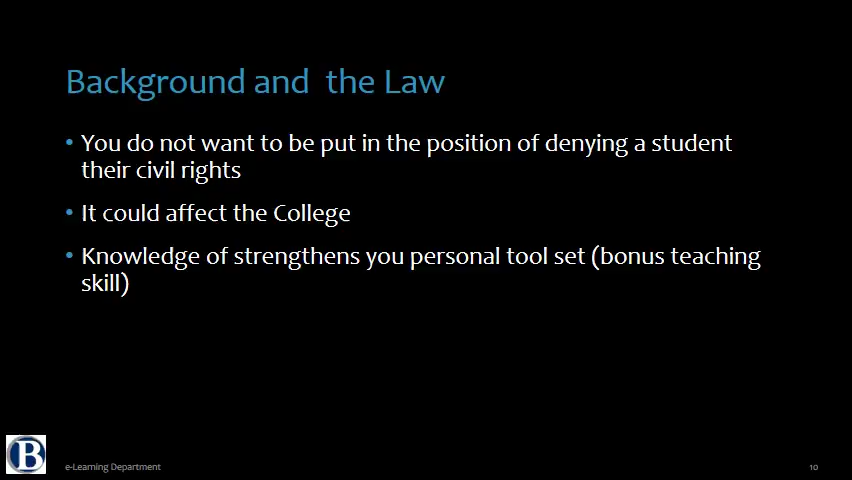 Background and  the Law
• You do not want to be put in the position of denying a student
their civil rights
• It could affect the College
• Knowledge of strengthens you personal tool set (bonus teaching
skill)
B
e-Learning Department
10